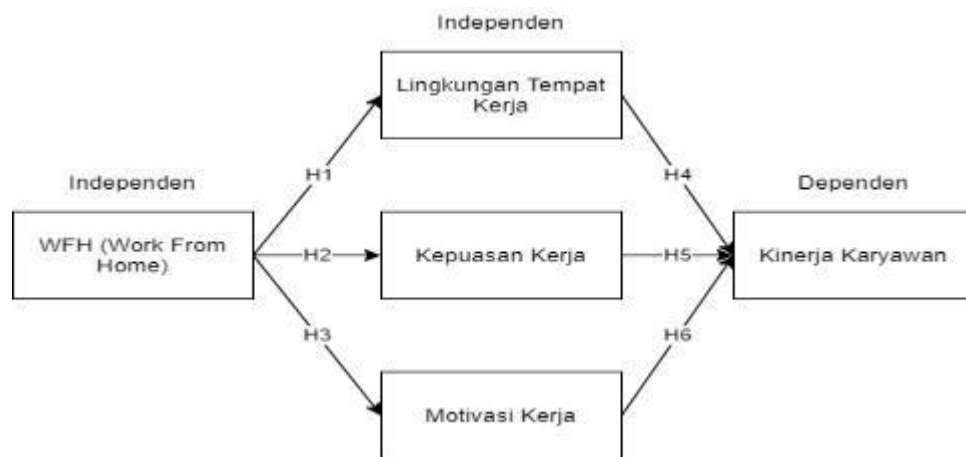 Independen
Lingkungan Tempat
Kerja
H1
H4
Independen
Dependen
WFH (Work From
Home)
H2
Kepuasan Kerja
H5
Kinerja Karyawan
H3
H6
Motivasi Kerja